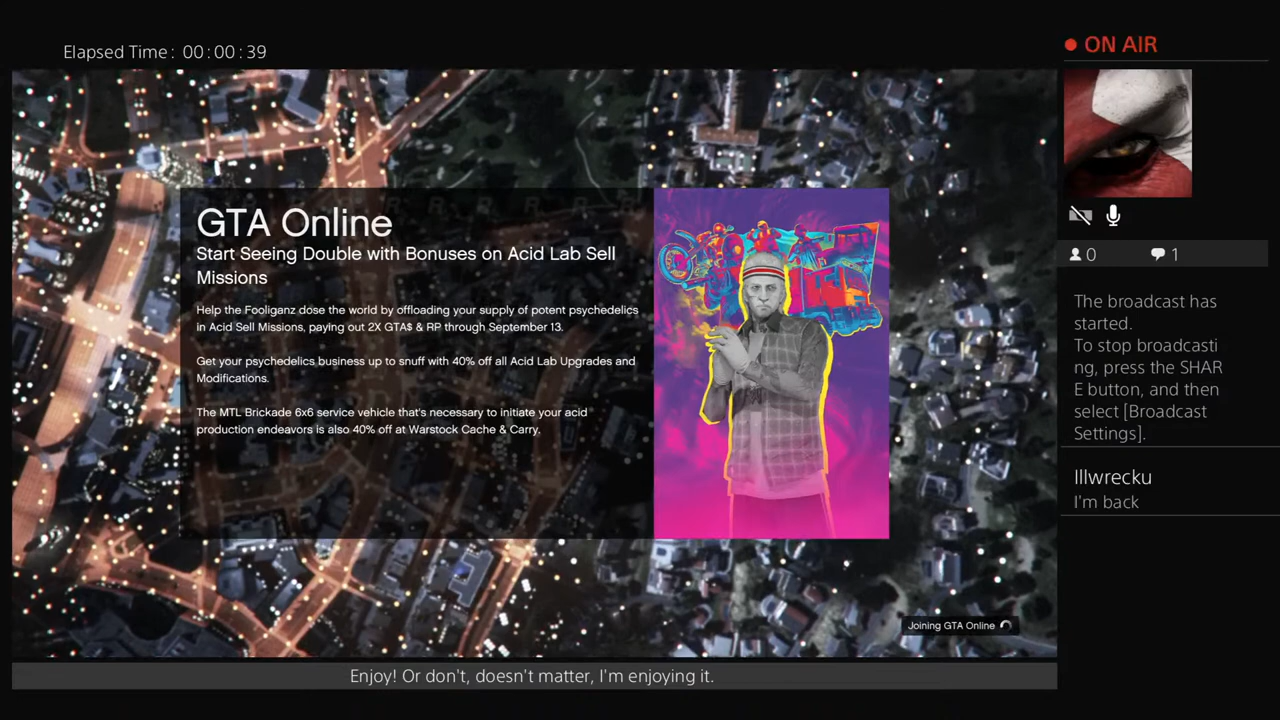 Elapsed Time: 00:00:39
ON AIR
GTA Online
Start Seeing Double with Bonuses on Acid Lab Sell
Missions
Help the Fooliganz dose the world by offloading your supply of potent psychedelics
in Acid Sell Missions, paying out 2X GTA$ & RP through September 13.
Get your psychedelics business up to snuff with 40% off all Acid Lab Upgrades and
Modifications.
The MTL Brickade 6x6 service vehicle that's necessary to initiate your acid
production endeavors is also 40% off at Warstock Cache & Carry.
Joining GTA Online
0
1
The broadcast has
started.
To stop broadcasti
ng, press the SHAR
E button, and then
select [Broadcast
Settings].
Illwrecku
I'm back
Enjoy! Or don't, doesn't matter, I'm enjoying it.